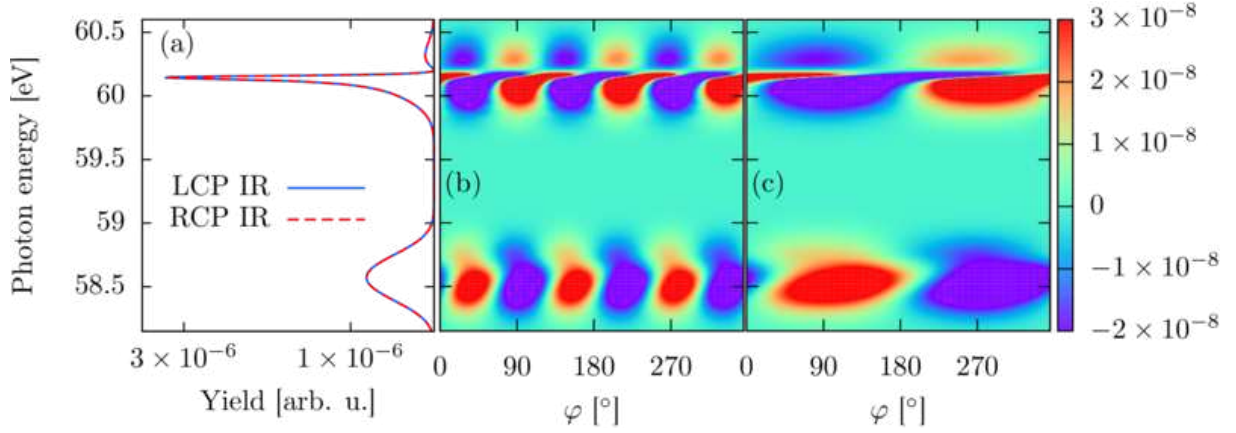 60.5
60
59.5
59
58.5
Photon energy [eV]
(a)
LCP IR
RCP IR
3 × 10⁻⁶
1 × 10⁻⁶
Yield [arb. u.]
(b)
0
90
180
270
φ [°]
(c)
0
90
180
270
φ [°]
3 × 10⁻⁸
2 × 10⁻⁸
1 × 10⁻⁸
0
−1 × 10⁻⁸
−2 × 10⁻⁸